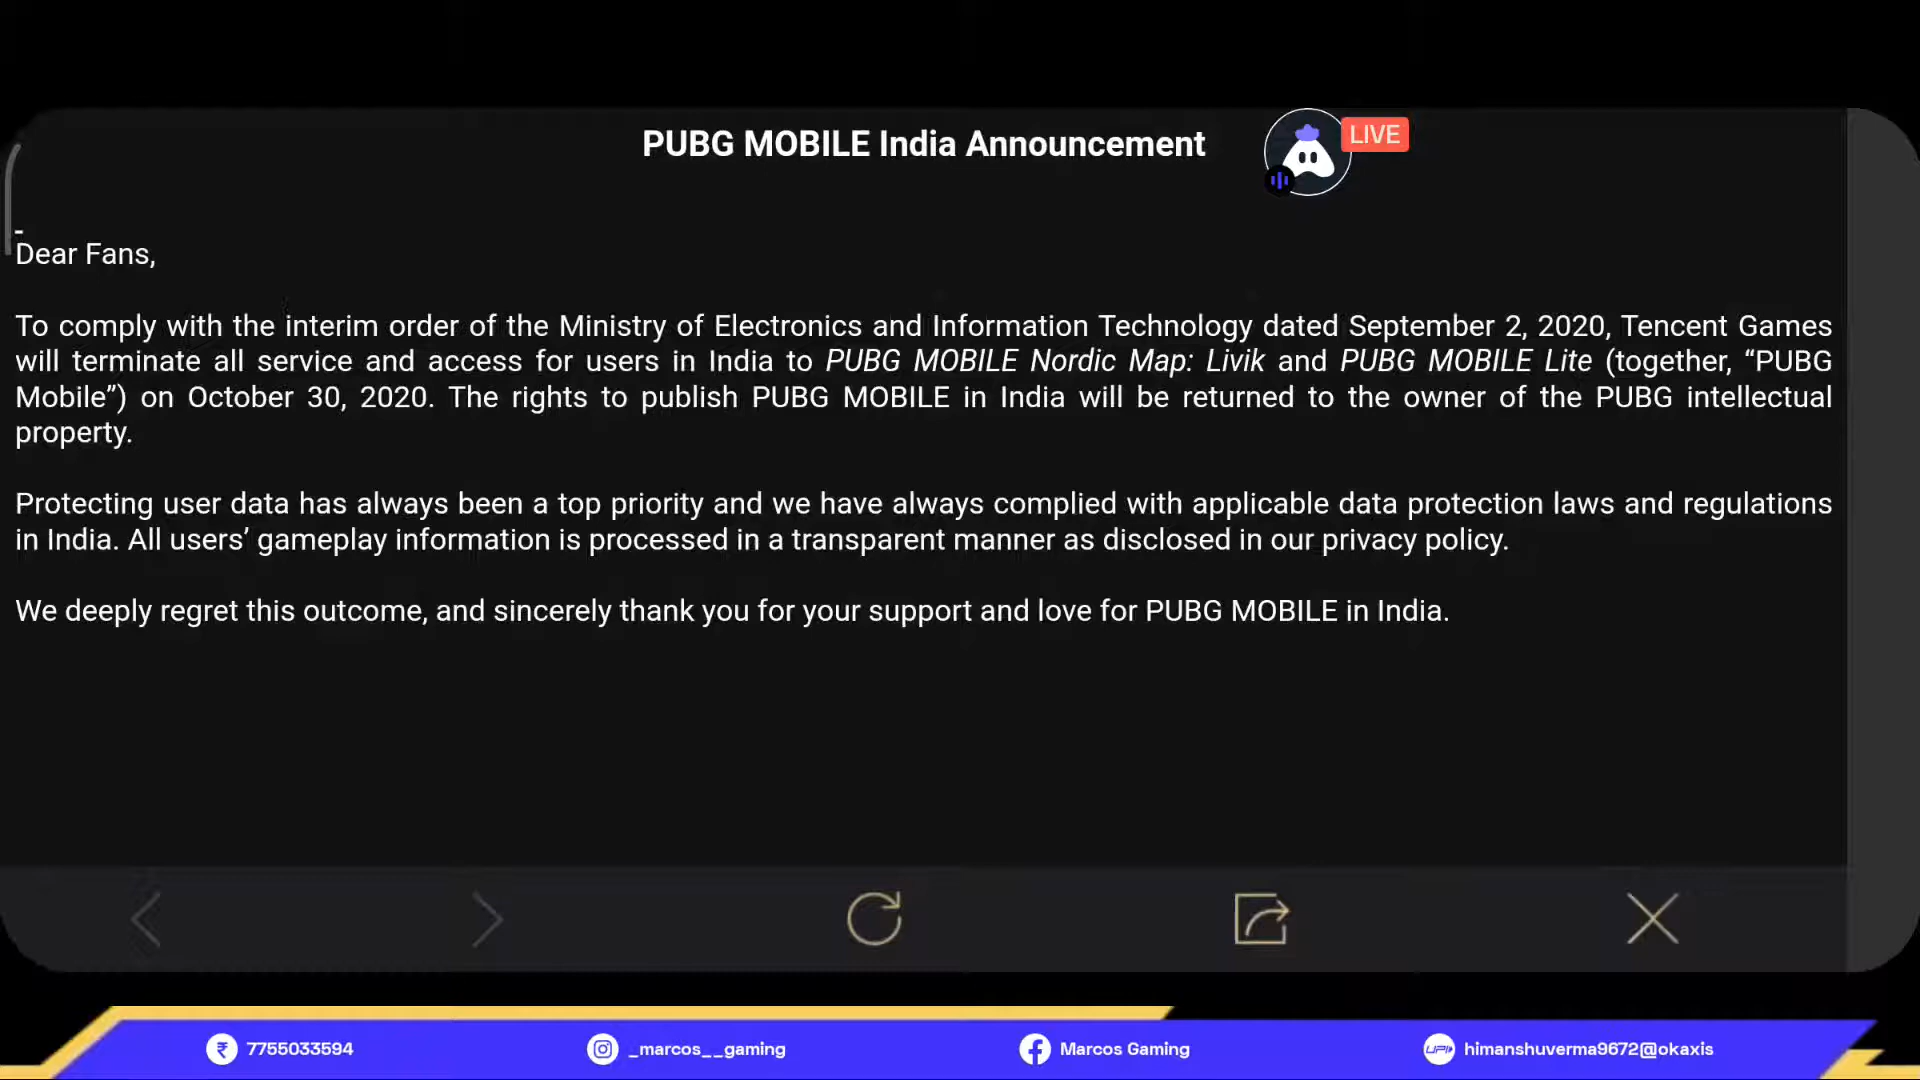 PUBG MOBILE India Announcement
LIVE
-
Dear Fans,
To comply with the interim order of the Ministry of Electronics and Information Technology dated September 2, 2020, Tencent Games
will terminate all service and access for users in India to PUBG MOBILE Nordic Map: Livik and PUBG MOBILE Lite (together, “PUBG
Mobile”) on October 30, 2020. The rights to publish PUBG MOBILE in India will be returned to the owner of the PUBG intellectual
property.
Protecting user data has always been a top priority and we have always complied with applicable data protection laws and regulations
in India. All users’ gameplay information is processed in a transparent manner as disclosed in our privacy policy.
We deeply regret this outcome, and sincerely thank you for your support and love for PUBG MOBILE in India.
₹ 7755033594
_marcos__gaming
Marcos Gaming
UPI himanshuverma9672@okaxis